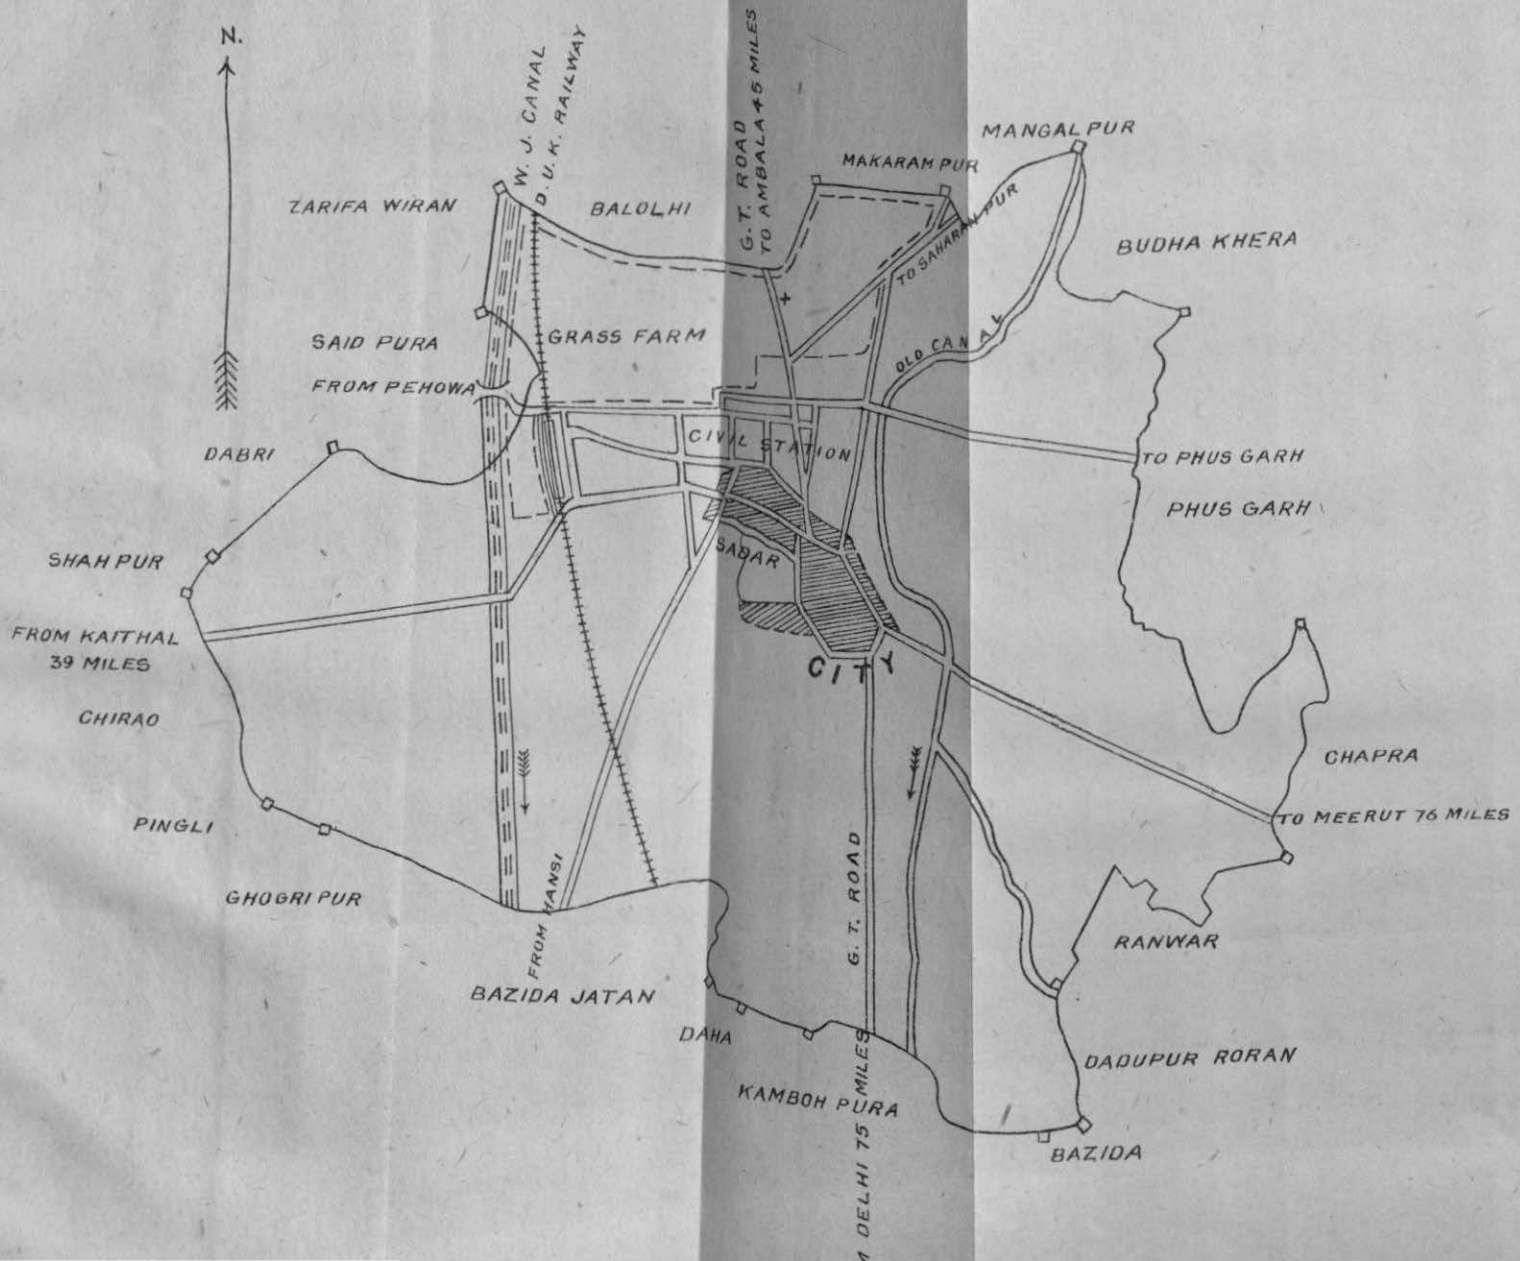 N.
W. J. CANAL
D. U. K. RAILWAY
G. T. ROAD
TO AMBALA 45 MILES
MANGAL PUR
MAKARAM PUR
ZARIFA WIRAN
BALOLHI
TO SAHARAN PUR
BUDHA KHERA
SAID PURA
GRASS FARM
OLD CANAL
FROM PEHOWA
CIVIL STATION
DABRI
TO PHUS GARH
PHUS GARH
SHAH PUR
SADAR
FROM KAITHAL
39 MILES
CITY
CHIRAO
CHAPRA
PINGLI
TO MEERUT 76 MILES
GHOGRI PUR
FROM HANSI
G. T. ROAD
RANWAR
BAZIDA JATAN
DAHA
DADUPUR RORAN
KAMBOH PURA
DELHI 75 MILES
BAZIDA